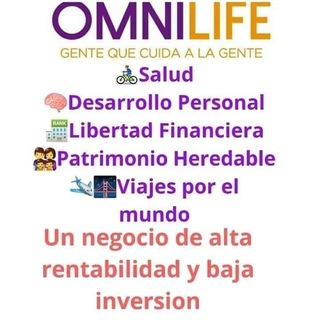 OMNILIFE
GENTE QUE CUIDA A LA GENTE
Salud
Desarrollo Personal
BANK
Libertad Financiera
Patrimonio Heredable
Viajes por el
mundo
Un negocio de alta
rentabilidad y baja
inversion